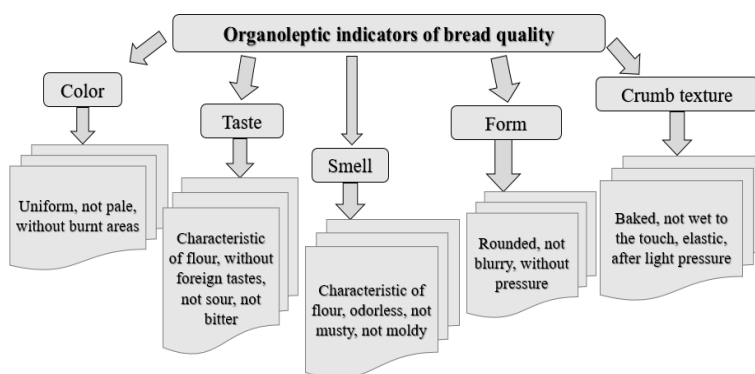 Organoleptic indicators of bread quality
Color
Uniform, not pale,
without burnt areas
Taste
Characteristic
of flour, without
foreign tastes,
not sour, not
bitter
Smell
Characteristic of
flour, odorless, not
musty, not moldy
Form
Rounded, not
blurry, without
pressure
Crumb texture
Baked, not wet to
the touch, elastic,
after light pressure